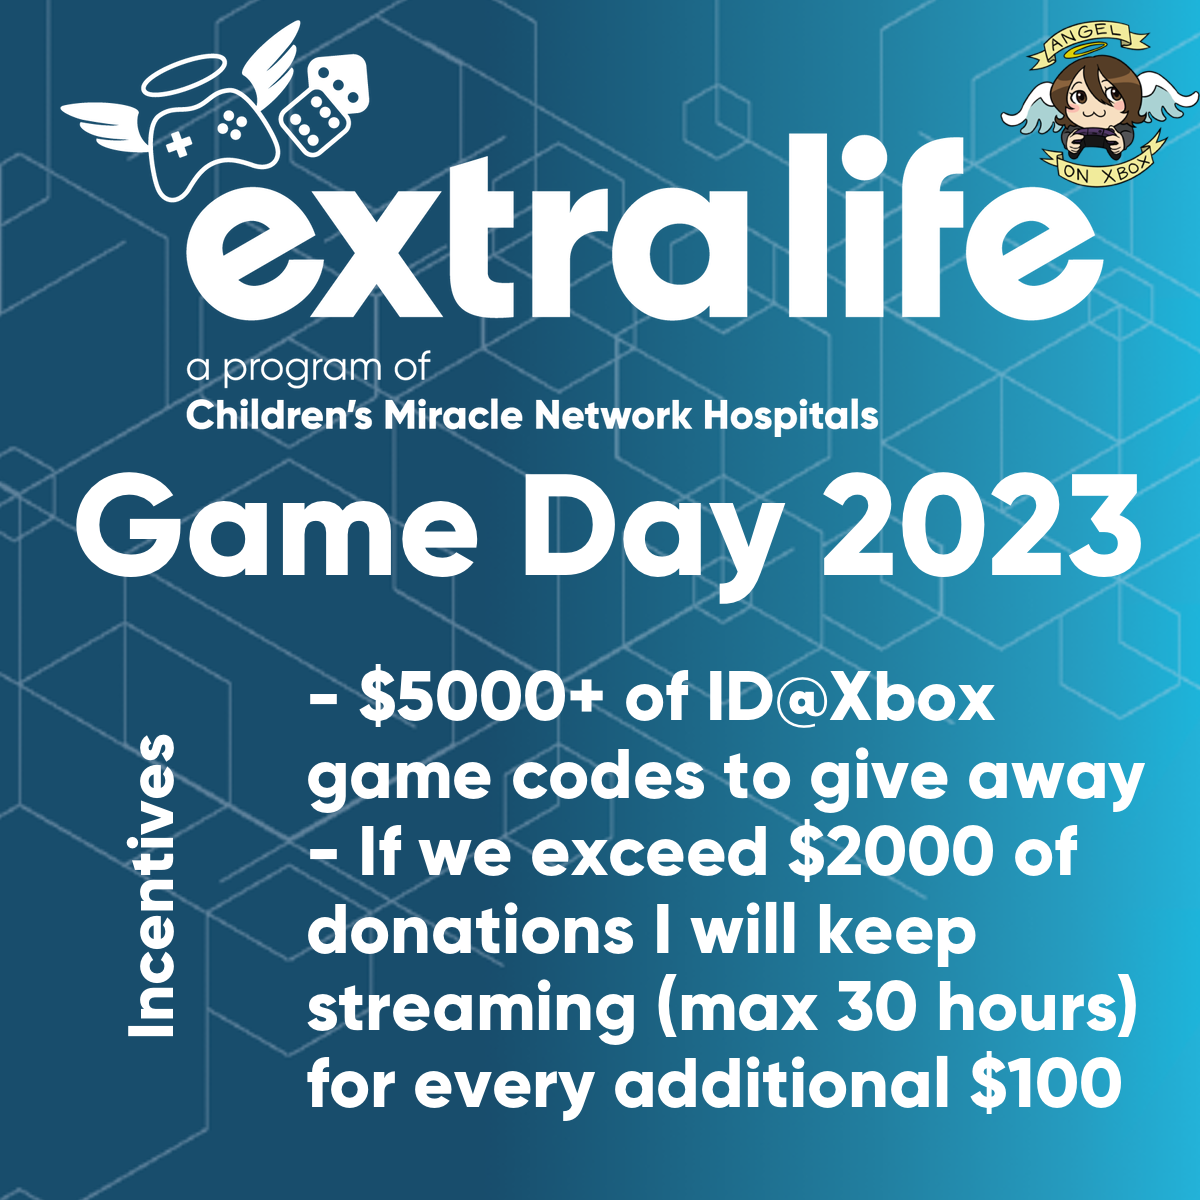 ANGEL
ON XBOX
extralife
a program of
Children's Miracle Network Hospitals
Game Day 2023
Incentives
- $5000+ of ID@Xbox
game codes to give away
- If we exceed $2000 of
donations I will keep
streaming (max 30 hours)
for every additional $100